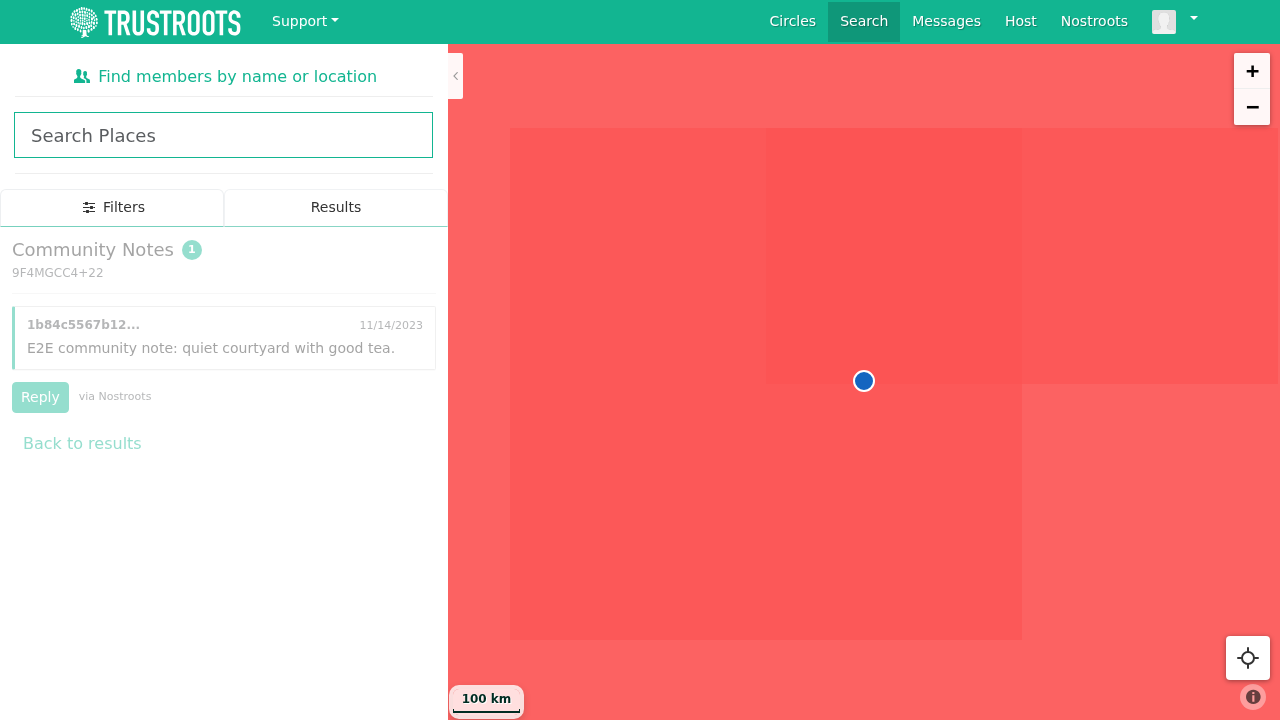 TRUSTROOTS
Support
Circles
Search
Messages
Host
Nostroots
Find members by name or location
Search Places
Filters
Results
Community Notes 1
9F4MGCC4+22
1b84c5567b12...
11/14/2023
E2E community note: quiet courtyard with good tea.
Reply
via Nostroots
Back to results
+
−
100 km